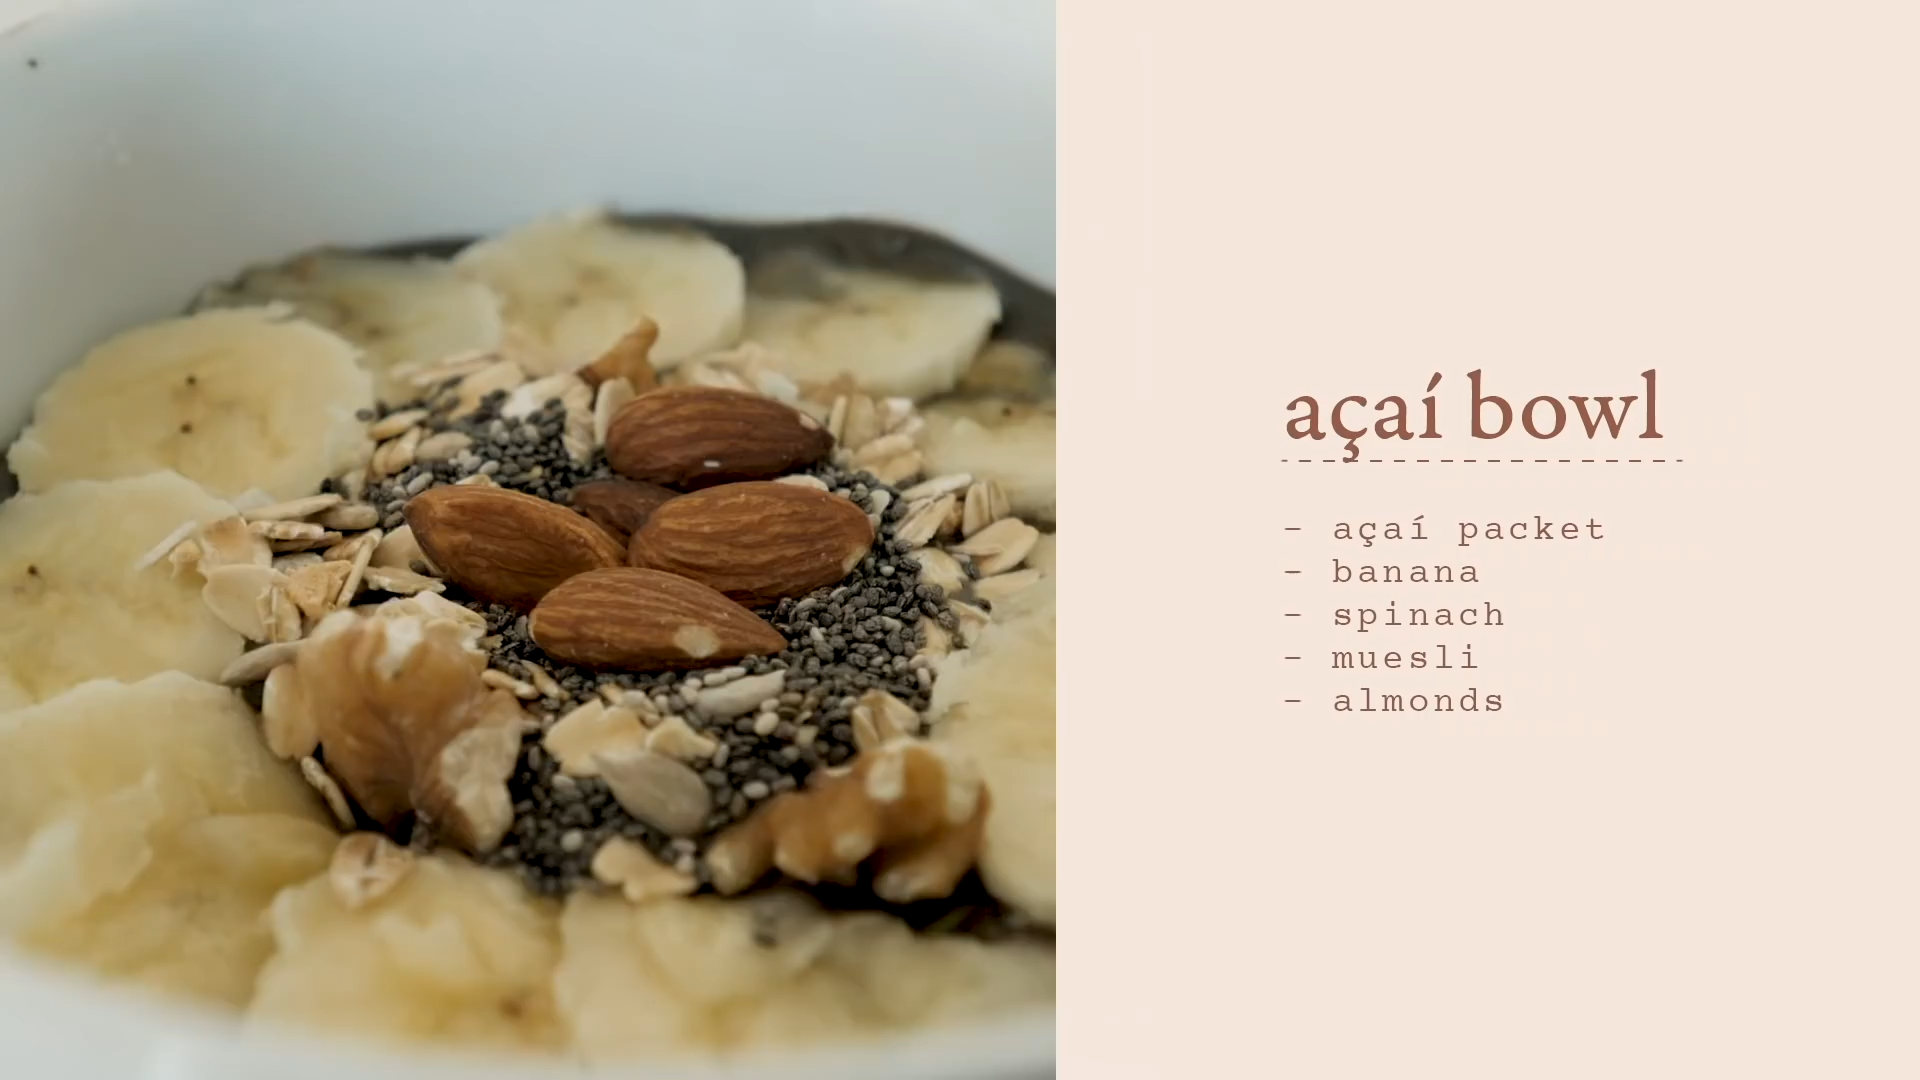 açaí bowl
- açaí packet
- banana
- spinach
- muesli
- almonds